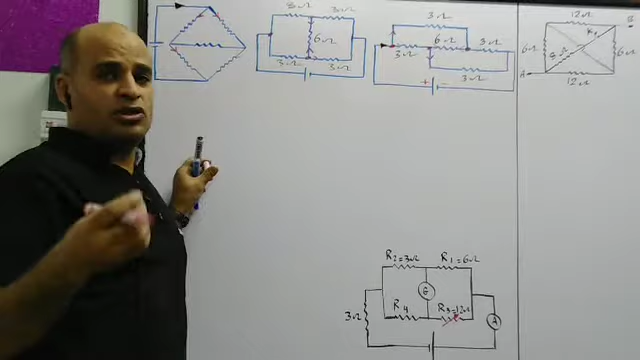 3Ω 3Ω
6Ω
3Ω 3Ω
3Ω
6Ω
3Ω 3Ω
3Ω
+
12Ω B
6Ω 6Ω
A 12Ω
R₂=3Ω R₁=6Ω
G
3Ω R₄ R₃=12Ω A